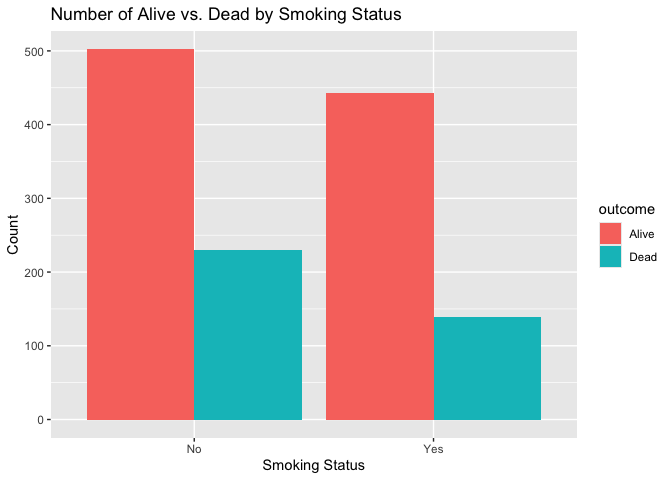 Number of Alive vs. Dead by Smoking Status
500
400
300
200
100
0
Count
No
Yes
Smoking Status
outcome
Alive
Dead